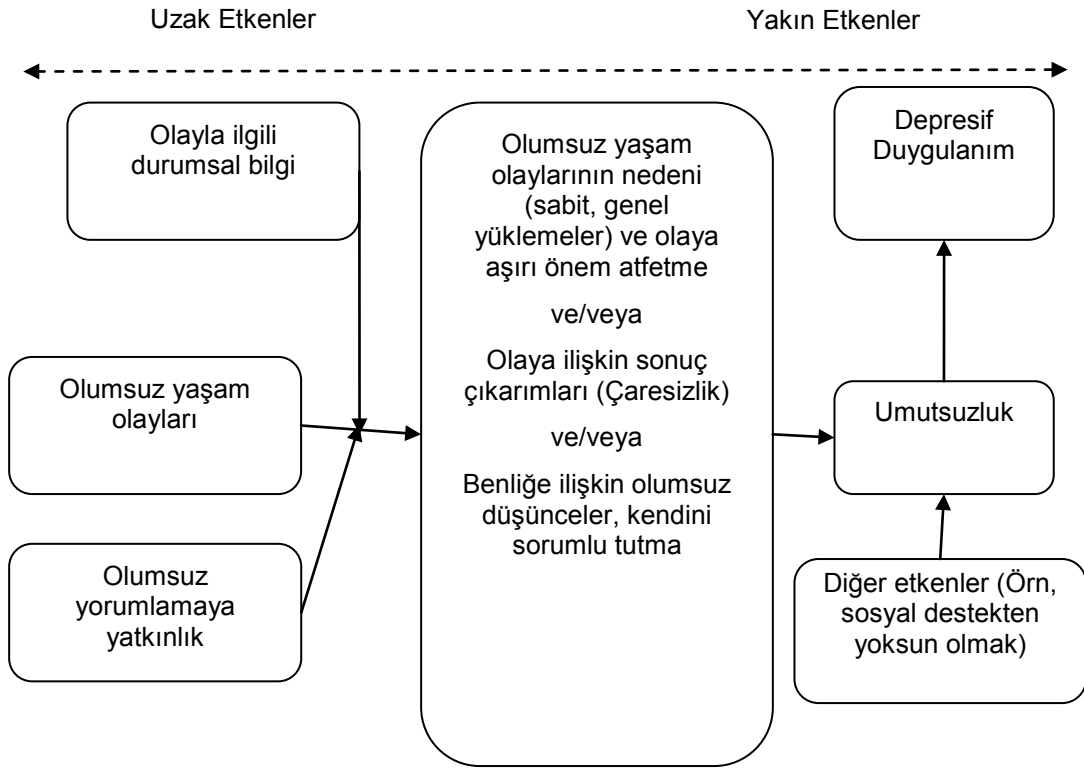 Uzak Etkenler
Yakın Etkenler
Olayla ilgili
durumsal bilgi
Olumsuz yaşam
olayları
Olumsuz
yorumlamaya
yatkınlık
Olumsuz yaşam
olaylarının nedeni
(sabit, genel
yüklemeler) ve olaya
aşırı önem atfetme
ve/veya
Olaya ilişkin sonuç
çıkarımları (Çaresizlik)
ve/veya
Benliğe ilişkin olumsuz
düşünceler, kendini
sorumlu tutma
Depresif
Duygulanım
Umutsuzluk
Diğer etkenler (Örn,
sosyal destekten
yoksun olmak)